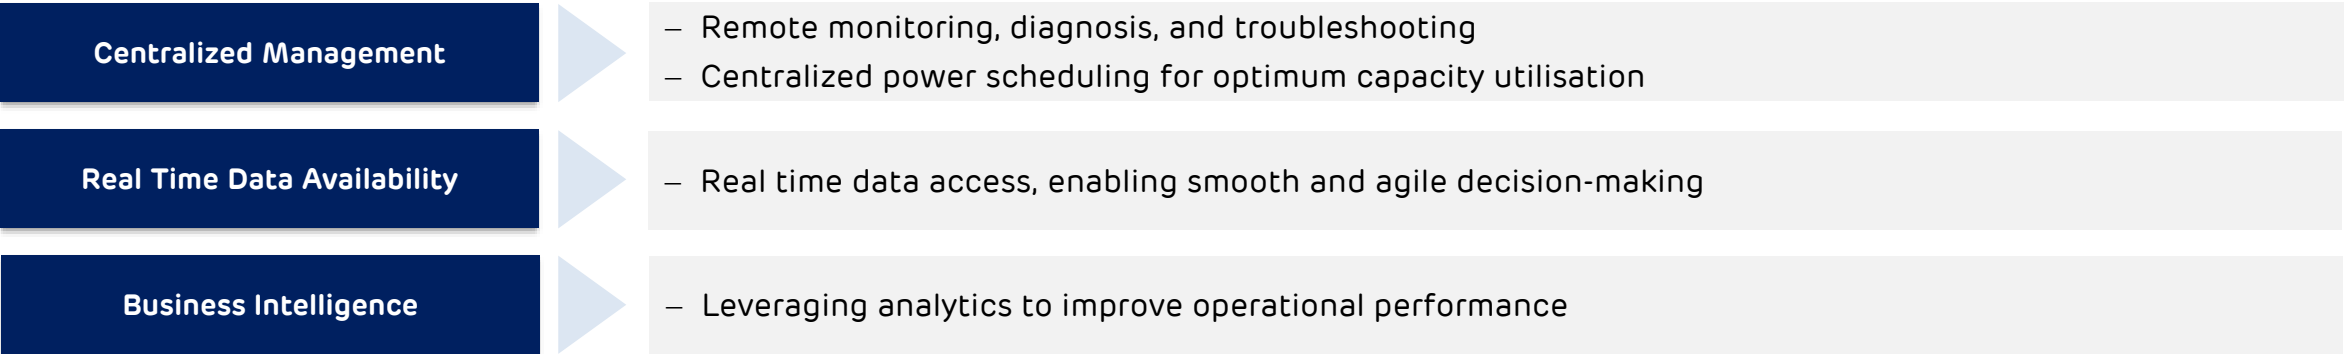 Centralized Management
– Remote monitoring, diagnosis, and troubleshooting
– Centralized power scheduling for optimum capacity utilisation
Real Time Data Availability
– Real time data access, enabling smooth and agile decision-making
Business Intelligence
– Leveraging analytics to improve operational performance